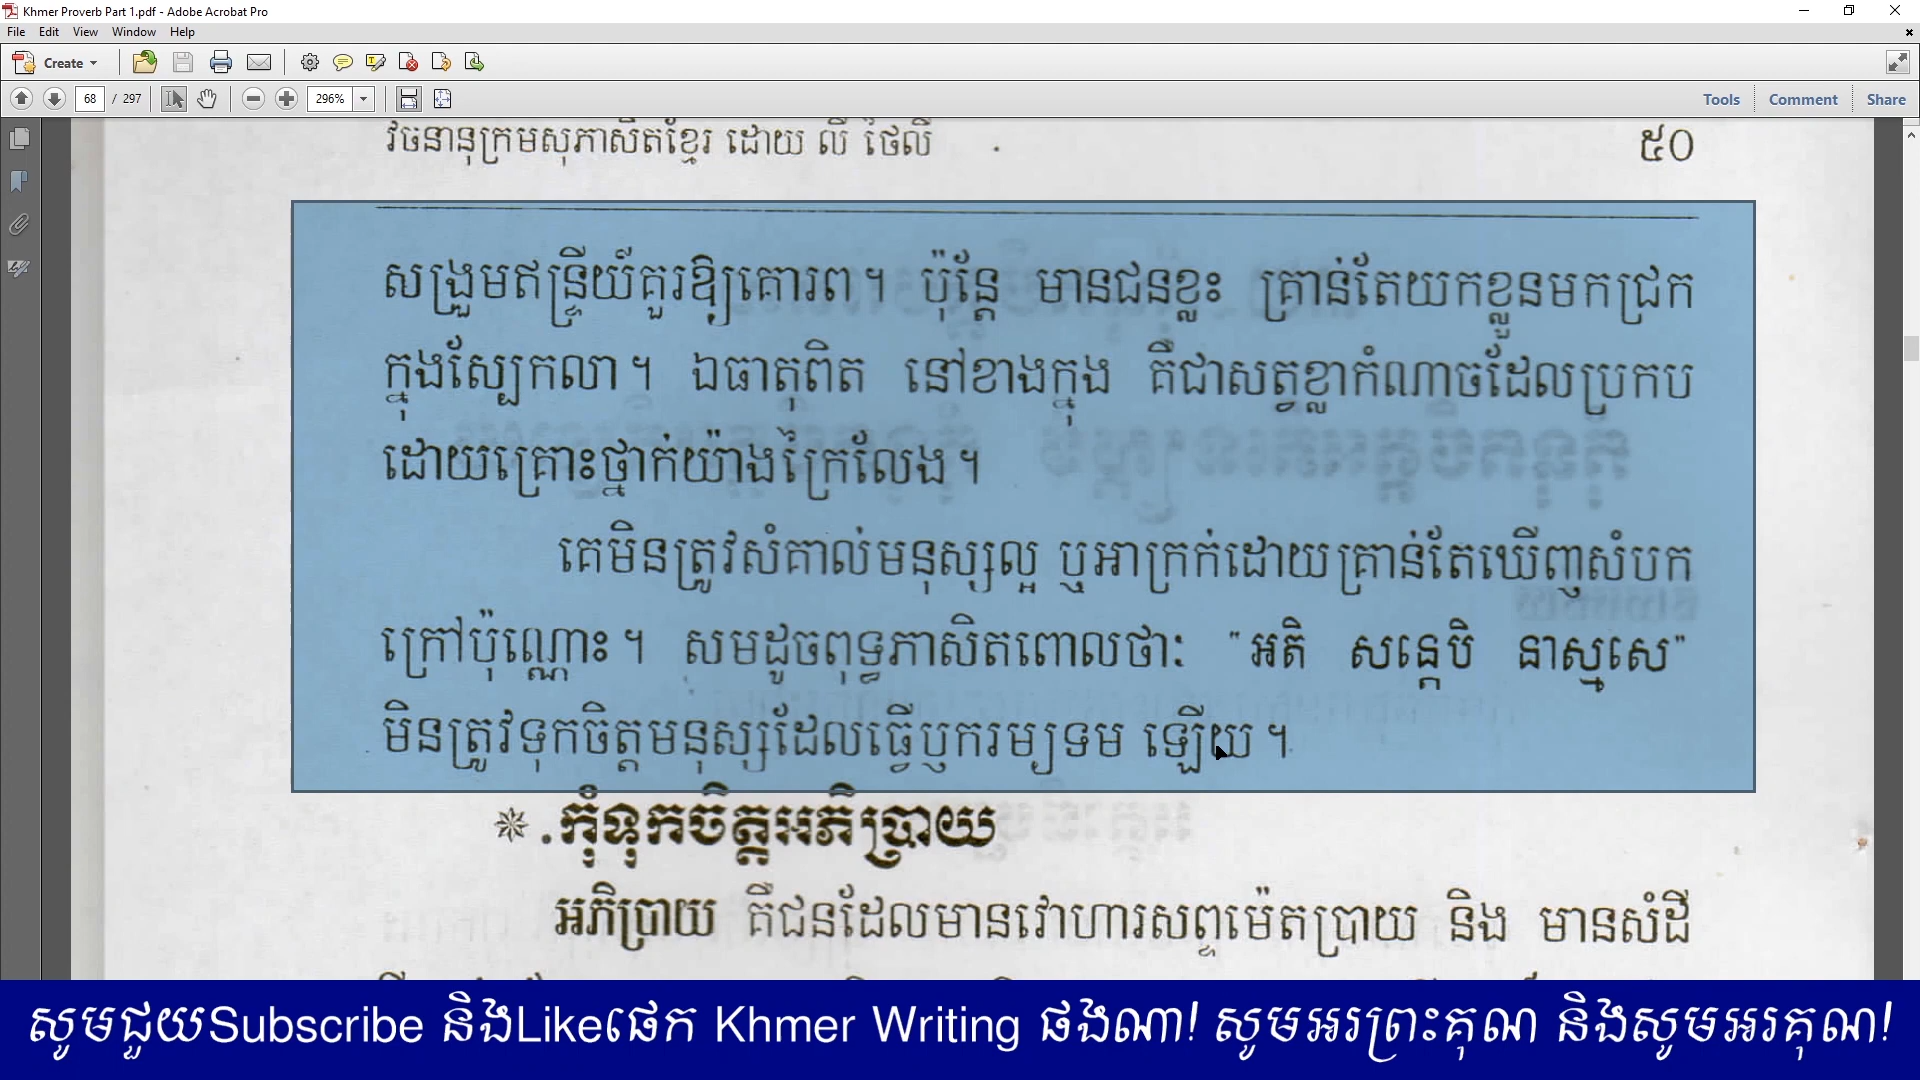 Khmer Proverb Part 1.pdf - Adobe Acrobat Pro
File Edit View Window Help
Create
68 / 297 296% Tools Comment Share
វចនានុក្រមសុភាសិតខ្មែរ ដោយ លី ថៃលី ៥០
សង្រួមឥន្ទ្រីយ៍គួរឱ្យគោរព។ ប៉ុន្តែ មានជនខ្លះ គ្រាន់តែយកខ្លួនមកជ្រក
ក្នុងស្បែកលា។ ឯធាតុពិត នៅខាងក្នុង គឺជាសត្វខ្លាកំណាចដែលប្រកប
ដោយគ្រោះថ្នាក់យ៉ាងក្រៃលែង។
គេមិនត្រូវសំគាល់មនុស្សល្អ ឬអាក្រក់ដោយគ្រាន់តែឃើញសំបក
ក្រៅប៉ុណ្ណោះ។ សមដូចពុទ្ធភាសិតពោលថាៈ "អតិ សន្តេបិ នាស្មសេ"
មិនត្រូវទុកចិត្តមនុស្សដែលធ្វើឫករម្យទម ឡើយ។
. កុំទុកចិត្តអភិប្រាយ
អភិប្រាយ គឺជនដែលមានវោហារសព្ទម៉េតប្រាយ និង មានសំដី
សូមជួយSubscribe និងLikeផេក Khmer Writing ផងណា! សូមអរព្រះគុណ និងសូមអរគុណ!